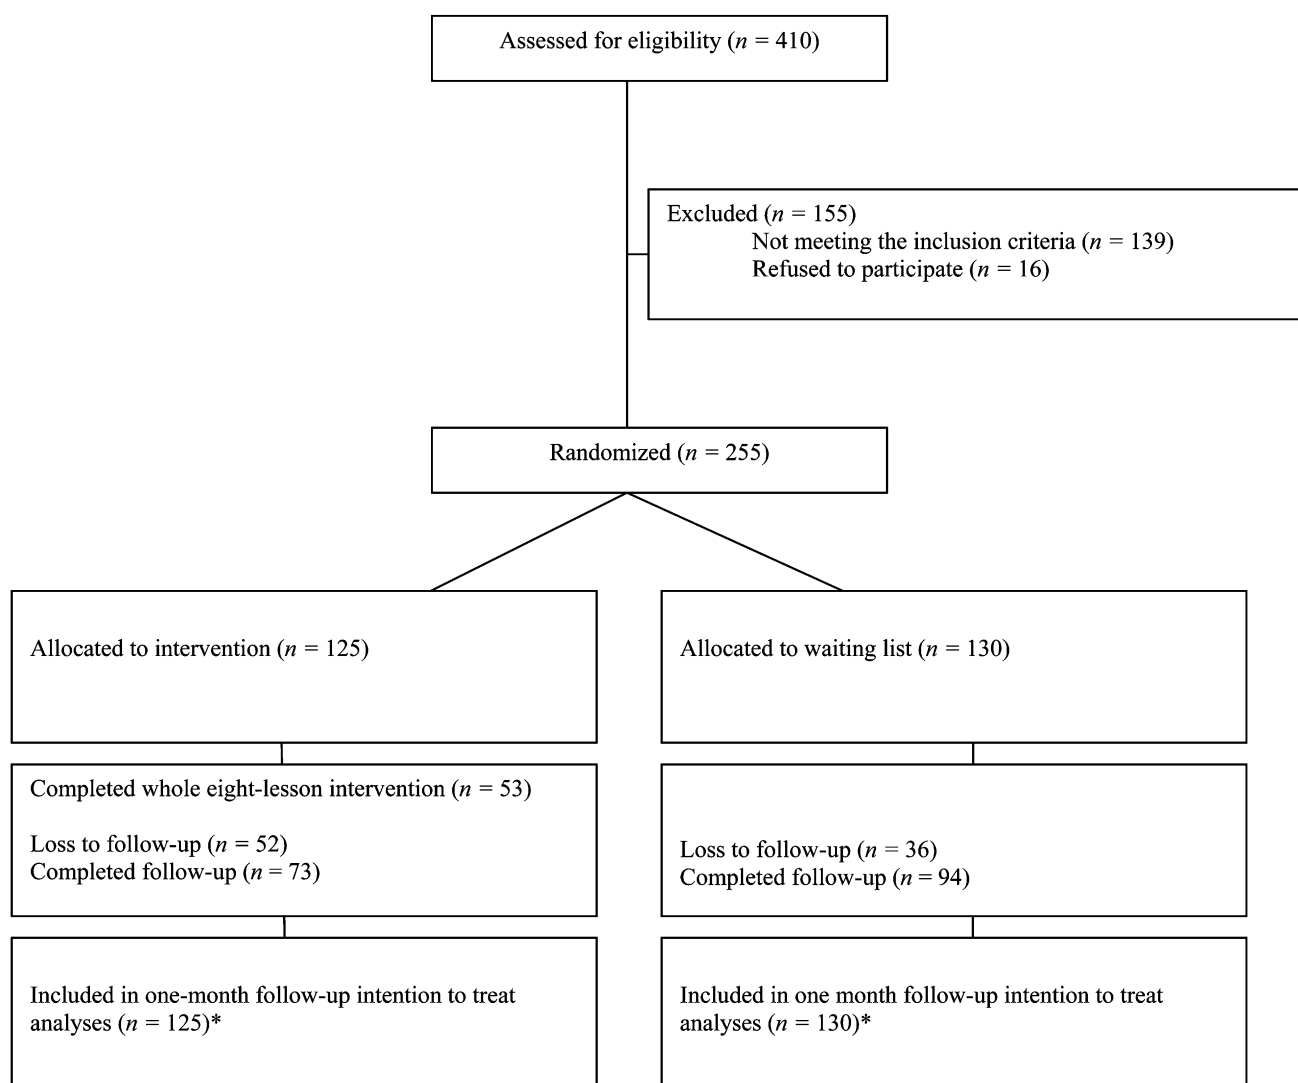 Assessed for eligibility (n = 410)
Excluded (n = 155)
Not meeting the inclusion criteria (n = 139)
Refused to participate (n = 16)
Randomized (n = 255)
Allocated to intervention (n = 125)
Allocated to waiting list (n = 130)
Completed whole eight-lesson intervention (n = 53)
Loss to follow-up (n = 52)
Completed follow-up (n = 73)
Loss to follow-up (n = 36)
Completed follow-up (n = 94)
Included in one-month follow-up intention to treat
analyses (n = 125)*
Included in one month follow-up intention to treat
analyses (n = 130)*